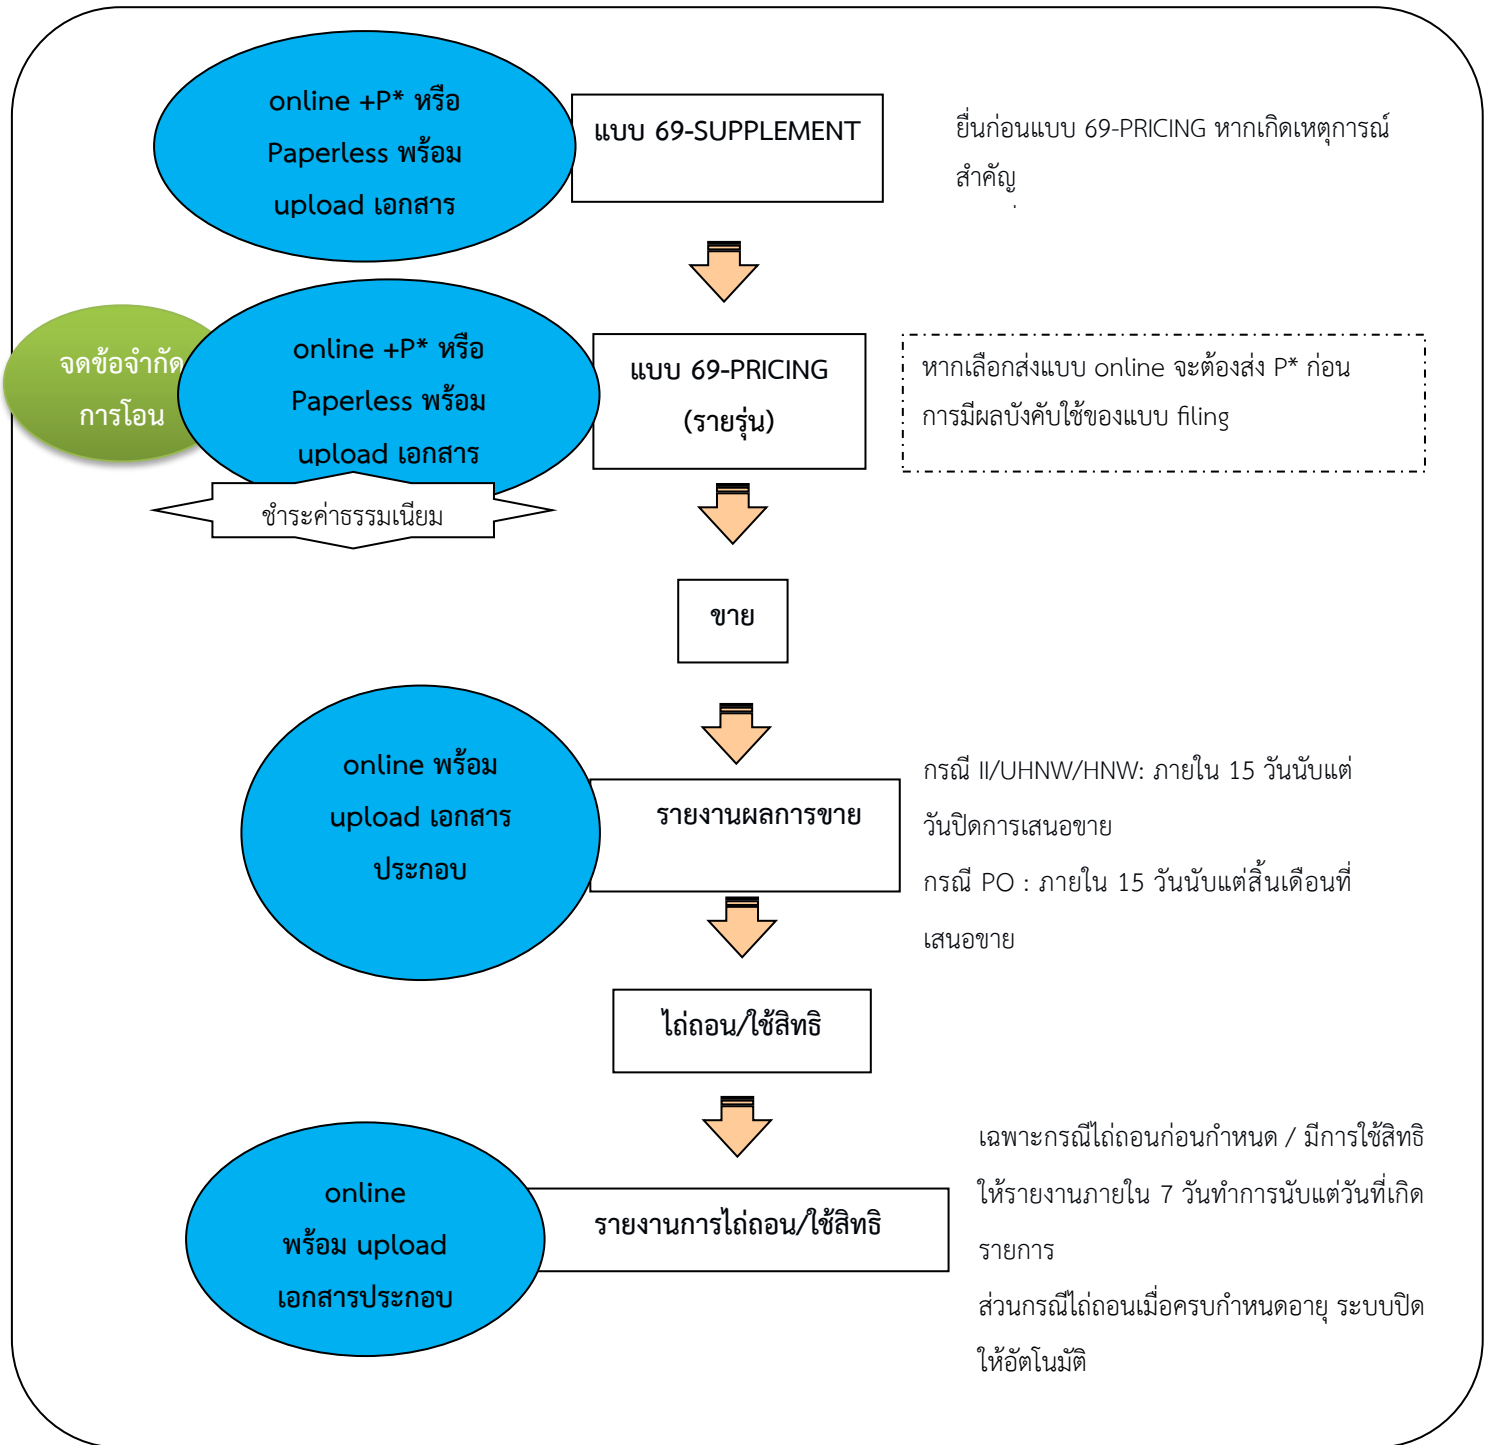 online +P* หรือ
Paperless พร้อม
upload เอกสาร
แบบ 69-SUPPLEMENT
ยื่นก่อนแบบ 69-PRICING หากเกิดเหตุการณ์
สำคัญ
จดข้อจำกัด
การโอน
online +P* หรือ
Paperless พร้อม
upload เอกสาร
ชำระค่าธรรมเนียม
แบบ 69-PRICING
(รายรุ่น)
หากเลือกส่งแบบ online จะต้องส่ง P* ก่อน
การมีผลบังคับใช้ของแบบ filing
ขาย
online พร้อม
upload เอกสาร
ประกอบ
รายงานผลการขาย
กรณี II/UHNW/HNW: ภายใน 15 วันนับแต่
วันปิดการเสนอขาย
กรณี PO : ภายใน 15 วันนับแต่สิ้นเดือนที่
เสนอขาย
ไถ่ถอน/ใช้สิทธิ
online
พร้อม upload
เอกสารประกอบ
รายงานการไถ่ถอน/ใช้สิทธิ
เฉพาะกรณีไถ่ถอนก่อนกำหนด / มีการใช้สิทธิ
ให้รายงานภายใน 7 วันทำการนับแต่วันที่เกิด
รายการ
ส่วนกรณีไถ่ถอนเมื่อครบกำหนดอายุ ระบบปิด
ให้อัตโนมัติ